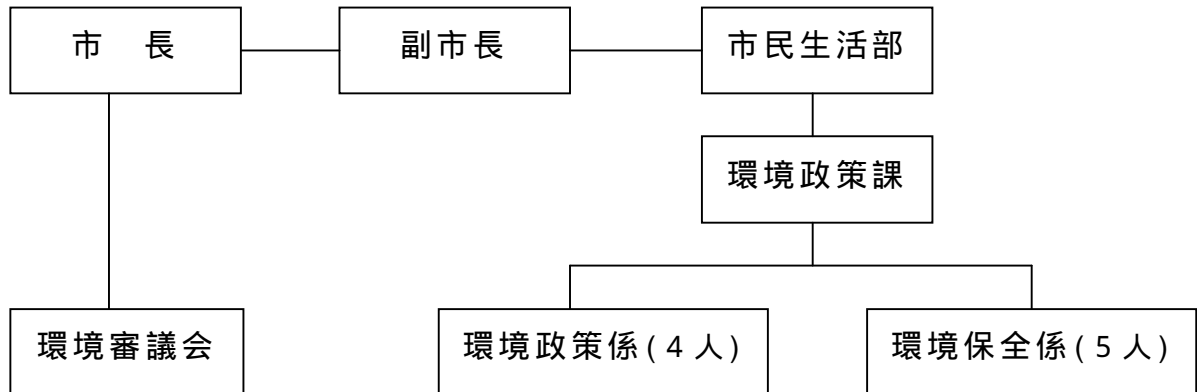 市 長
副市長
市民生活部
環境政策課
環境審議会
環境政策係(4人)
環境保全係(5人)